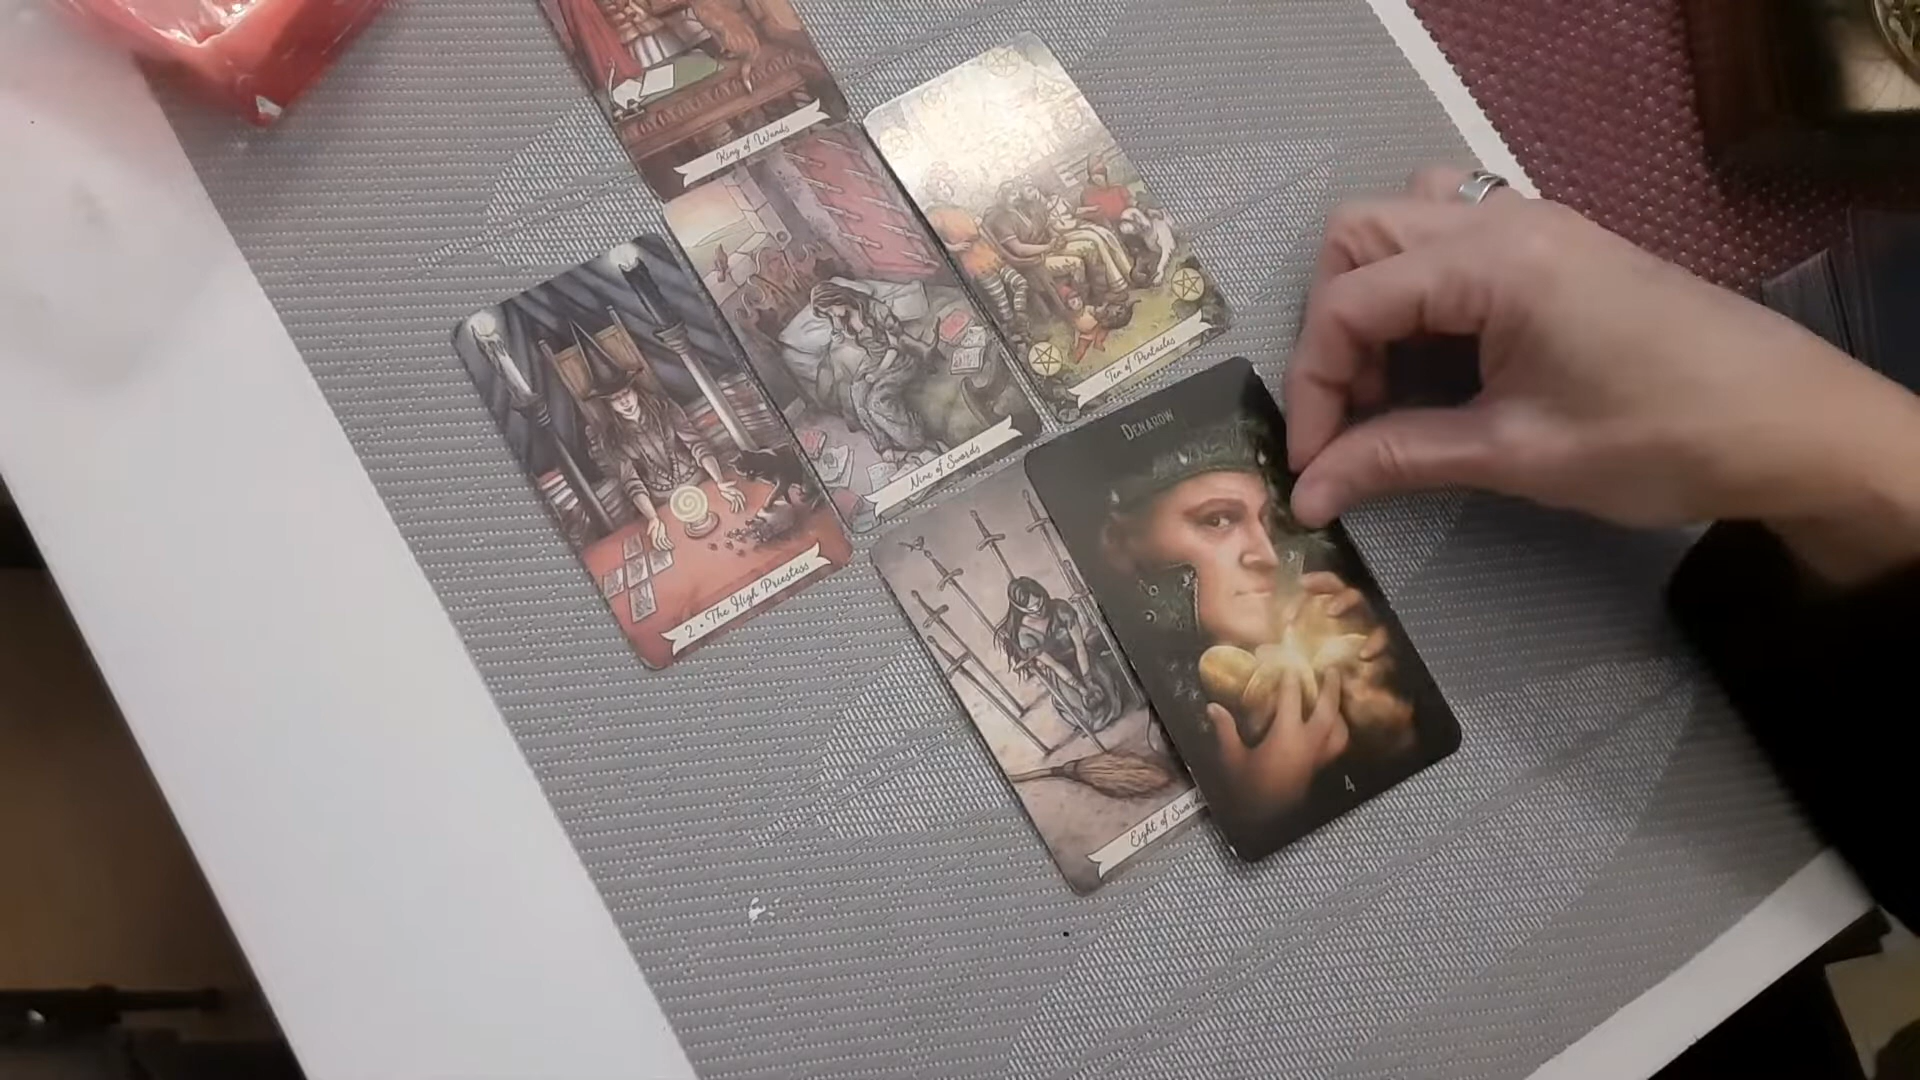 King of Wands
Ten of Pentacles
Nine of Swords
2 • The High Priestess
DENAROW
4
Eight of Swords